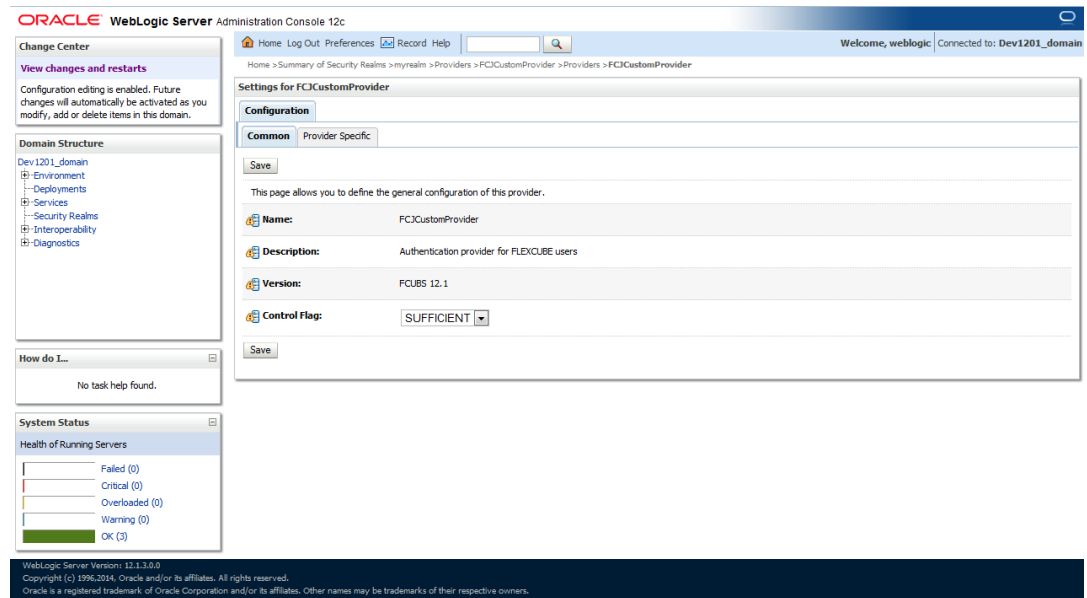 ORACLE WebLogic Server Administration Console 12c
Change Center
View changes and restarts
Configuration editing is enabled. Future
changes will automatically be activated as you
modify, add or delete items in this domain.
Domain Structure
Dev1201_domain
Environment
Deployments
Services
Security Realms
Interoperability
Diagnostics
How do I...
No task help found.
System Status
Health of Running Servers
Failed (0)
Critical (0)
Overloaded (0)
Warning (0)
OK (3)
Home Log Out Preferences Record Help
Welcome, weblogic Connected to: Dev1201_domain
Home >Summary of Security Realms >myrealm >Providers >FCJCustomProvider >Providers >FCJCustomProvider
Settings for FCJCustomProvider
Configuration
Common Provider Specific
Save
This page allows you to define the general configuration of this provider.
Name: FCJCustomProvider
Description: Authentication provider for FLEXCUBE users
Version: FCUBS 12.1
Control Flag: SUFFICIENT
Save
WebLogic Server Version: 12.1.3.0.0
Copyright (c) 1996,2014, Oracle and/or its affiliates. All rights reserved.
Oracle is a registered trademark of Oracle Corporation and/or its affiliates. Other names may be trademarks of their respective owners.